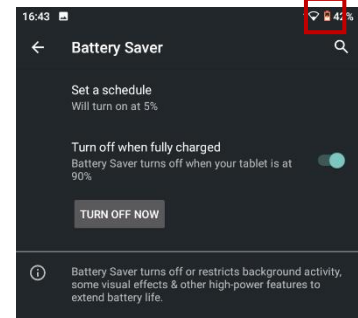 16:43 42%
Battery Saver
Set a schedule
Will turn on at 5%
Turn off when fully charged
Battery Saver turns off when your tablet is at
90%
TURN OFF NOW
Battery Saver turns off or restricts background activity,
some visual effects & other high-power features to
extend battery life.